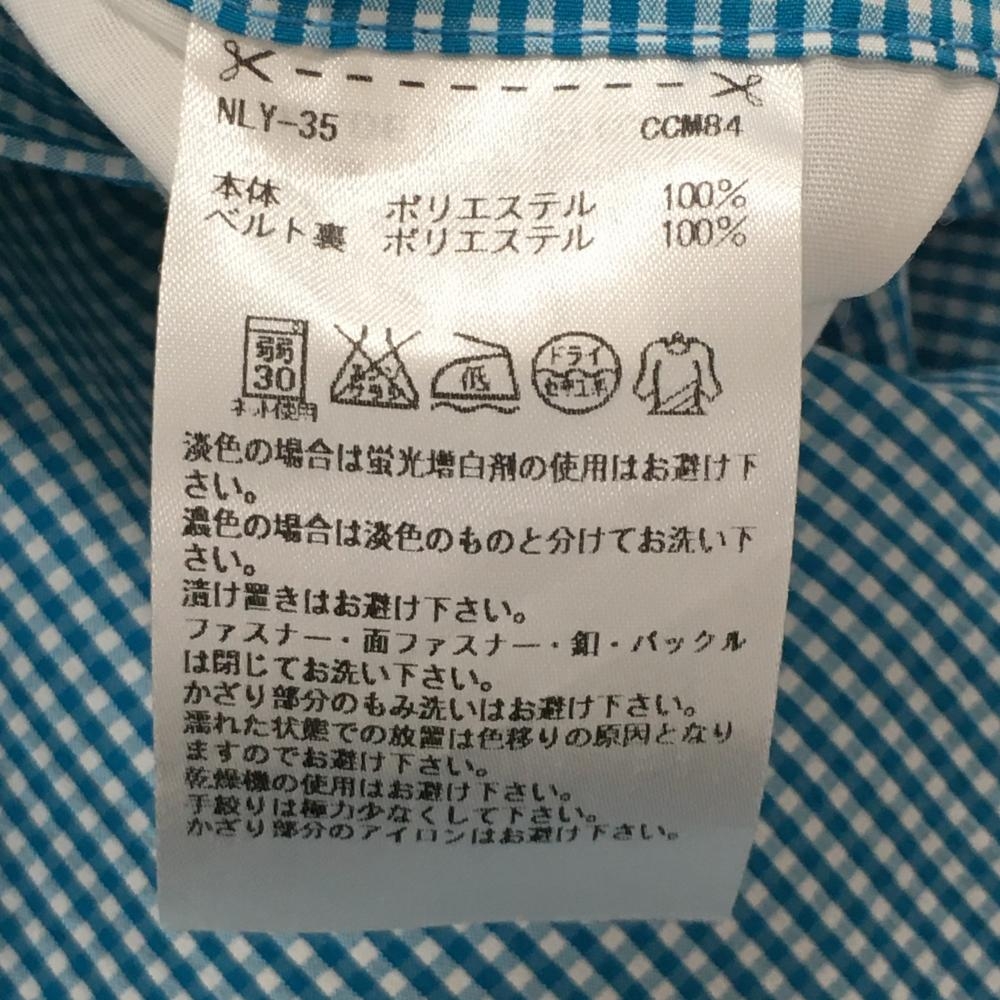 NLY-35 CCM84
本体 ポリエステル 100%
ベルト裏 ポリエステル 100%
弱
30
ネット使用
エンソ
サラシ
低
ドライ
セキユ系
淡色の場合は蛍光増白剤の使用はお避け下
さい。
濃色の場合は淡色のものと分けてお洗い下
さい。
漬け置きはお避け下さい。
ファスナー・面ファスナー・釦・バックル
は閉じてお洗い下さい。
かざり部分のもみ洗いはお避け下さい。
濡れた状態での放置は色移りの原因となり
ますのでお避け下さい。
乾燥機の使用はお避け下さい。
手絞りは極力少なくして下さい。
かざり部分のアイロンはお避け下さい。